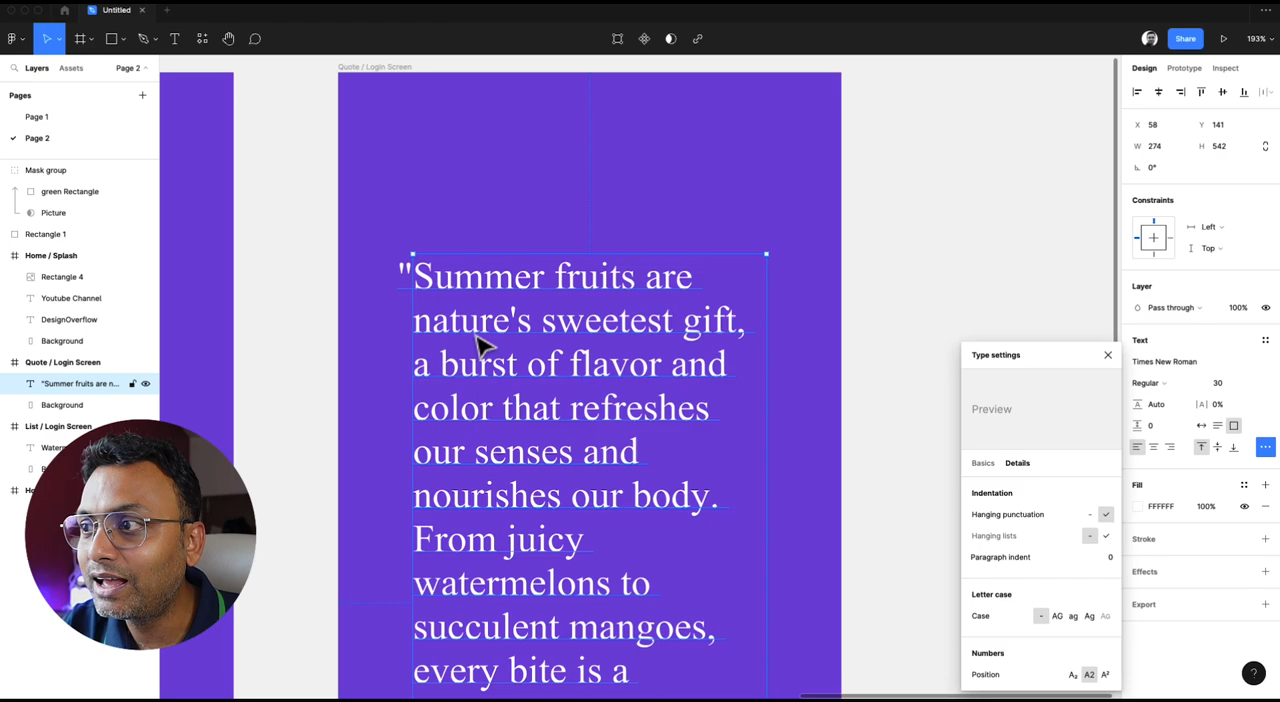 Untitled
Share
193%
Layers
Assets
Page 2
Pages
Page 1
Page 2
Mask group
green Rectangle
Picture
Rectangle 1
Home / Splash
Rectangle 4
Youtube Channel
DesignOverflow
Background
Quote / Login Screen
"Summer fruits are n...
Background
List / Login Screen
Quote / Login Screen
"Summer fruits are
nature's sweetest gift,
a burst of flavor and
color that refreshes
our senses and
nourishes our body.
From juicy
watermelons to
succulent mangoes,
every bite is a
Type settings
Preview
Basics
Details
Indentation
Hanging punctuation
-
Hanging lists
-
Paragraph indent
0
Letter case
Case
-
AG
ag
Ag
Ag
Numbers
Position
A₂
A2
A²
Design
Prototype
Inspect
X
58
Y
141
W
274
H
542
0°
Constraints
Left
Top
Layer
Pass through
100%
Text
Times New Roman
Regular
30
A
Auto
|A|
0%
0
Fill
FFFFFF
100%
Stroke
Effects
Export
?